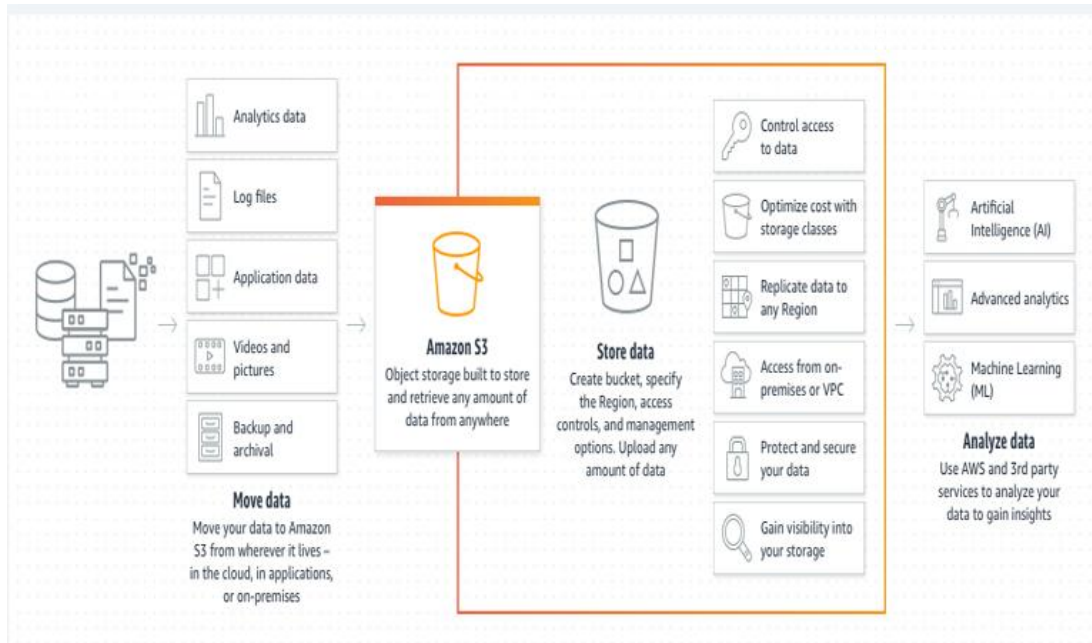 Analytics data
Log files
Application data
Videos and
pictures
Backup and
archival
Move data
Move your data to Amazon
S3 from wherever it lives –
in the cloud, in applications,
or on-premises
Amazon S3
Object storage built to store
and retrieve any amount of
data from anywhere
Store data
Create bucket, specify
the Region, access
controls, and management
options. Upload any
amount of data
Control access
to data
Optimize cost with
storage classes
Replicate data to
any Region
Access from on-
premises or VPC
Protect and secure
your data
Gain visibility into
your storage
Artificial
Intelligence (AI)
Advanced analytics
Machine Learning
(ML)
Analyze data
Use AWS and 3rd party
services to analyze your
data to gain insights